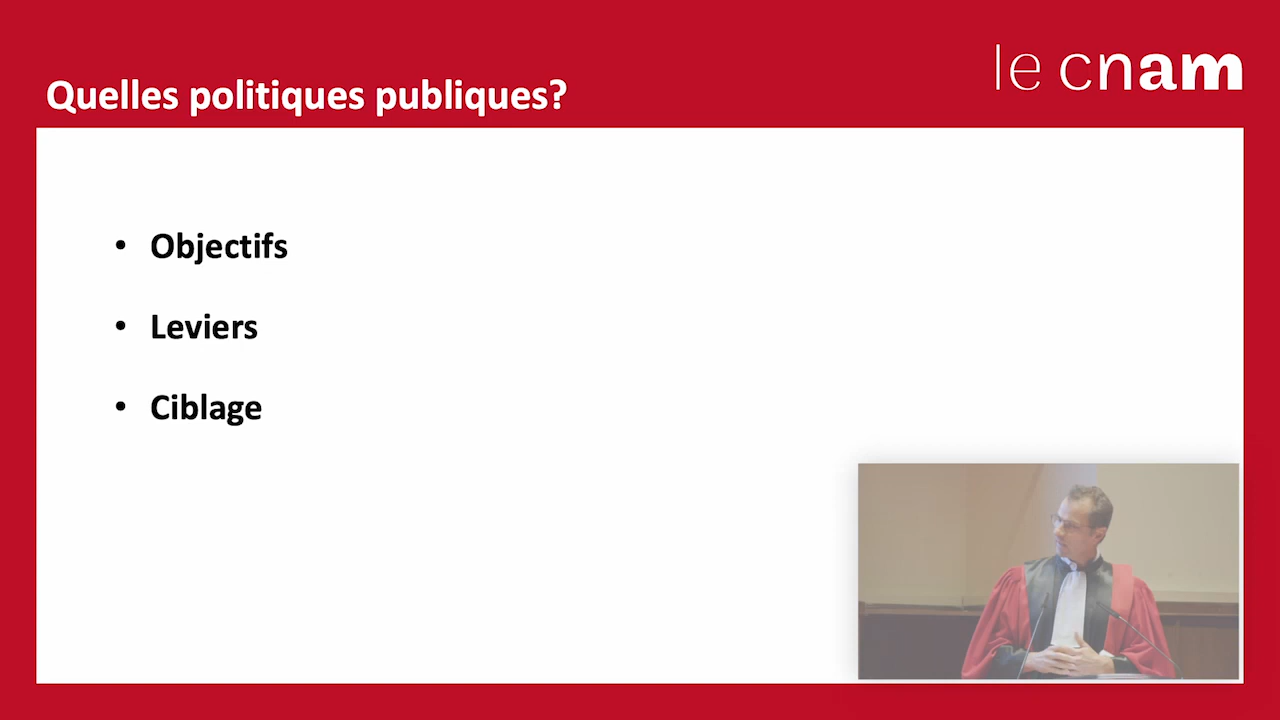 le cnam
Quelles politiques publiques?
• Objectifs
• Leviers
• Ciblage